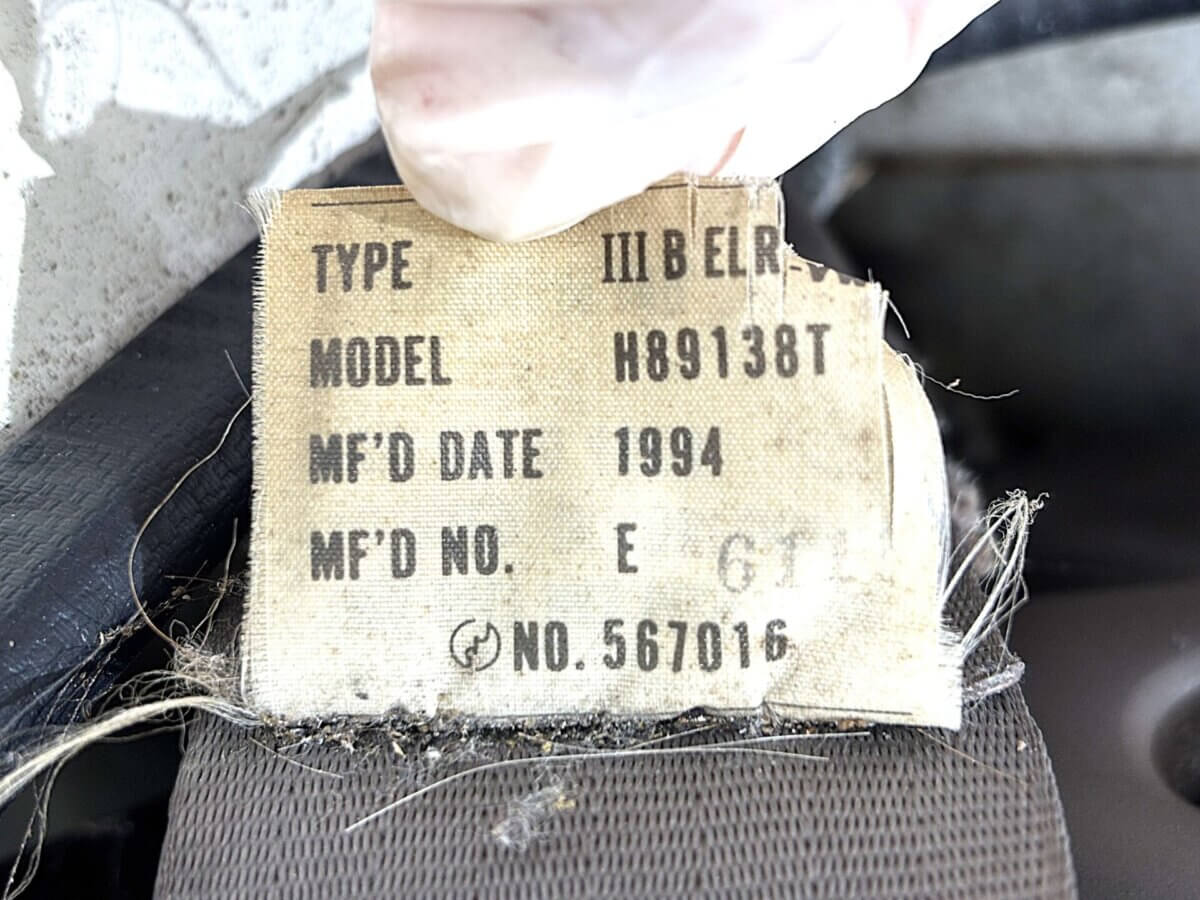 TYPE III B ELR
MODEL H89138T
MF'D DATE 1994
MF'D NO. E
NO. 567016